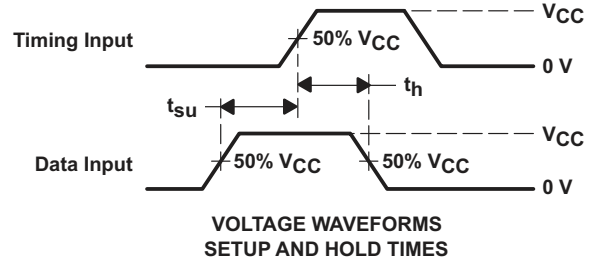 Timing Input
50% VCC
VCC
0 V
th
tsu
Data Input
50% VCC
50% VCC
VCC
0 V
VOLTAGE WAVEFORMS
SETUP AND HOLD TIMES